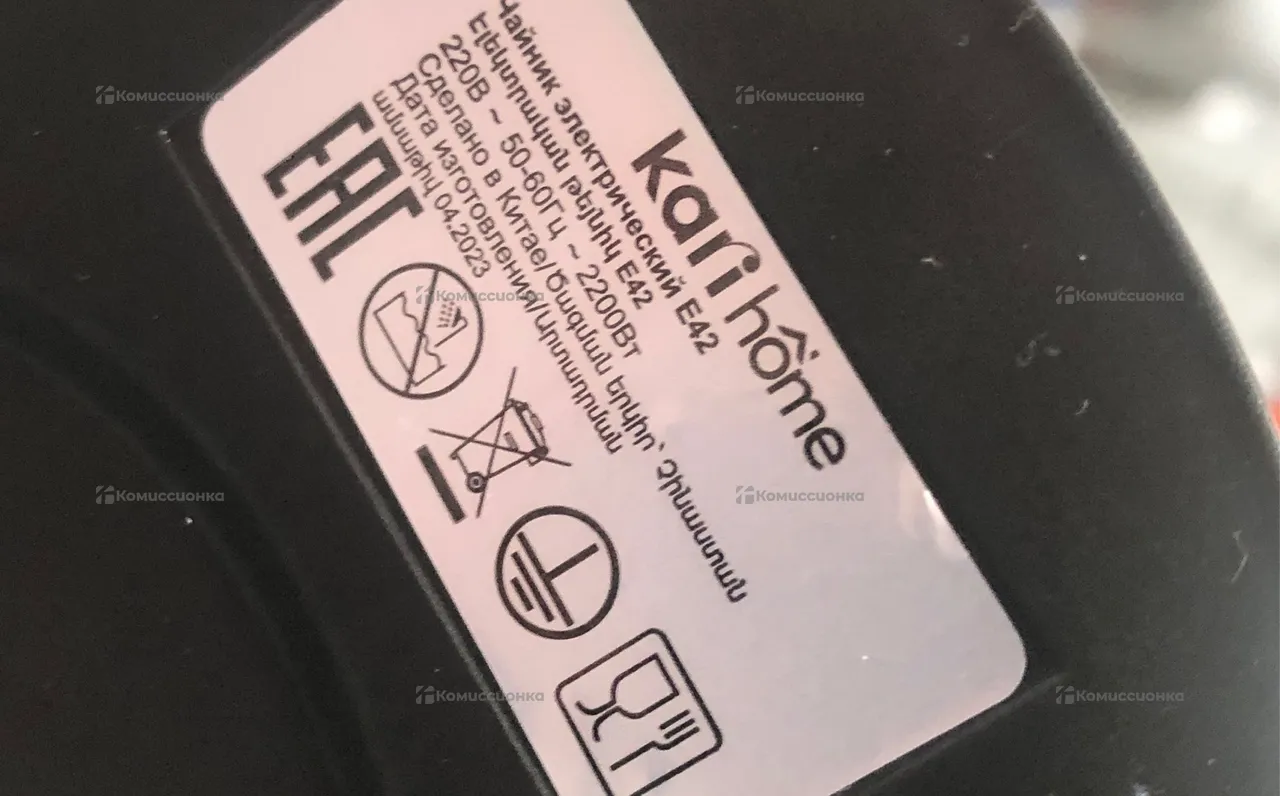 kari hôme
Чайник электрический E42
Էլեկտրական թեյնիկ E42
220В ~ 50-60Гц ~ 2200Вт
Сделано в Китае/Ծագման երկիր՝ Չինաստան
Дата изготовления/Արտադրման
ամսաթիվ 04.2023
EAC
Комиссионка
Комиссионка
Комиссионка
Комиссионка
Комиссионка
Комиссионка
Комиссионка
Комиссионка